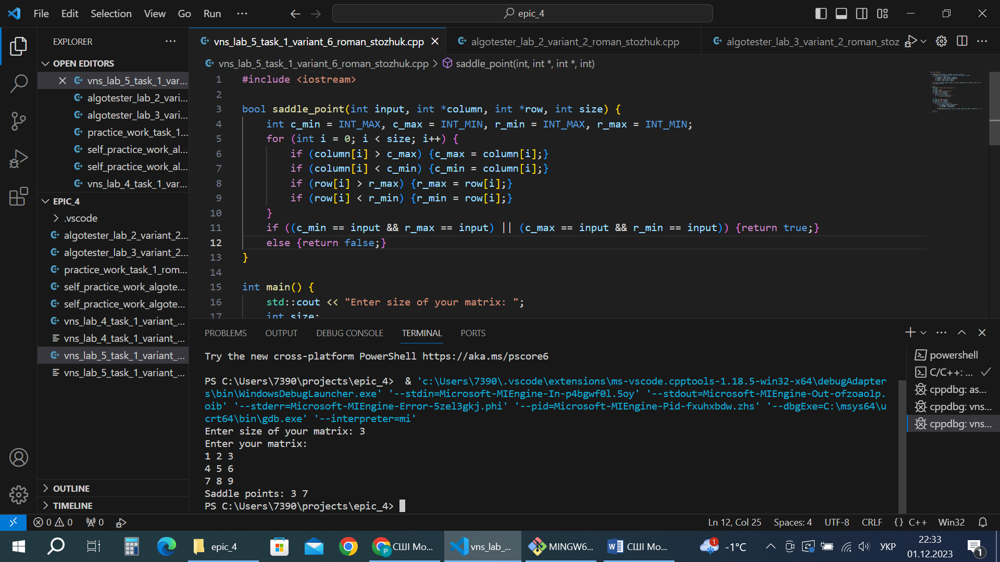 File Edit Selection View Go Run ···
epic_4
EXPLORER
OPEN EDITORS
vns_lab_5_task_1_var...
algotester_lab_2_vari...
algotester_lab_3_vari...
practice_work_task_1...
self_practice_work_al...
self_practice_work_al...
vns_lab_4_task_1_var...
EPIC_4
.vscode
algotester_lab_2_variant_2...
algotester_lab_3_variant_2...
practice_work_task_1_rom...
self_practice_work_algote...
self_practice_work_algote...
vns_lab_4_task_1_variant_...
vns_lab_4_task_1_variant_...
vns_lab_5_task_1_variant_...
vns_lab_5_task_1_variant_...
OUTLINE
TIMELINE
vns_lab_5_task_1_variant_6_roman_stozhuk.cpp algotester_lab_2_variant_2_roman_stozhuk.cpp algotester_lab_3_variant_2_roman_stoz
vns_lab_5_task_1_variant_6_roman_stozhuk.cpp > saddle_point(int, int *, int *, int)
1 #include <iostream>
2
3 bool saddle_point(int input, int *column, int *row, int size) {
4 int c_min = INT_MAX, c_max = INT_MIN, r_min = INT_MAX, r_max = INT_MIN;
5 for (int i = 0; i < size; i++) {
6 if (column[i] > c_max) {c_max = column[i];}
7 if (column[i] < c_min) {c_min = column[i];}
8 if (row[i] > r_max) {r_max = row[i];}
9 if (row[i] < r_min) {r_min = row[i];}
10 }
11 if ((c_min == input && r_max == input) || (c_max == input && r_min == input)) {return true;}
12 else {return false;}
13 }
14
15 int main() {
16 std::cout << "Enter size of your matrix: ";
17 int size;
PROBLEMS OUTPUT DEBUG CONSOLE TERMINAL PORTS
Try the new cross-platform PowerShell https://aka.ms/pscore6
PS C:\Users\7390\projects\epic_4>  & 'c:\Users\7390\.vscode\extensions\ms-vscode.cpptools-1.18.5-win32-x64\debugAdapter
s\bin\WindowsDebugLauncher.exe' '--stdin=Microsoft-MIEngine-In-p4bgwf0l.5oy' '--stdout=Microsoft-MIEngine-Out-ofzoaolp.
oib' '--stderr=Microsoft-MIEngine-Error-5zel3gkj.phi' '--pid=Microsoft-MIEngine-Pid-fxuhxbdw.zhs' '--dbgExe=C:\msys64\u
crt64\bin\gdb.exe' '--interpreter=mi'
Enter size of your matrix: 3
Enter your matrix:
1 2 3
4 5 6
7 8 9
Saddle points: 3 7
PS C:\Users\7390\projects\epic_4>
powershell
C/C++: ...
cppdbg: as...
cppdbg: vns...
cppdbg: vns...
0 0 0 Ln 12, Col 25 Spaces: 4 UTF-8 CRLF {} C++ Win32
epic_4 СШІ Мо... vns_lab_... MINGW6... СШІ Мо... 1 -1°C УКР 22:33
01.12.2023 1